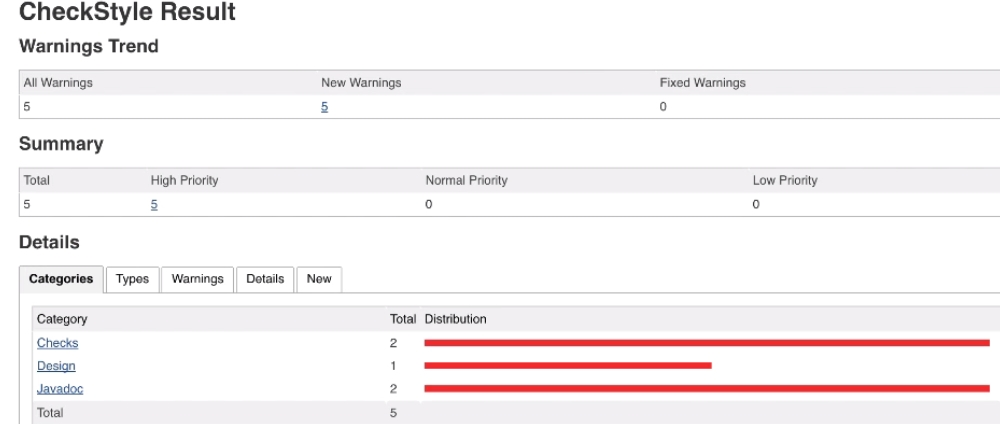 CheckStyle Result
Warnings Trend
All Warnings New Warnings Fixed Warnings
5 5 0
Summary
Total High Priority Normal Priority Low Priority
5 5 0 0
Details
Categories Types Warnings Details New
Category Total Distribution
Checks 2
Design 1
Javadoc 2
Total 5